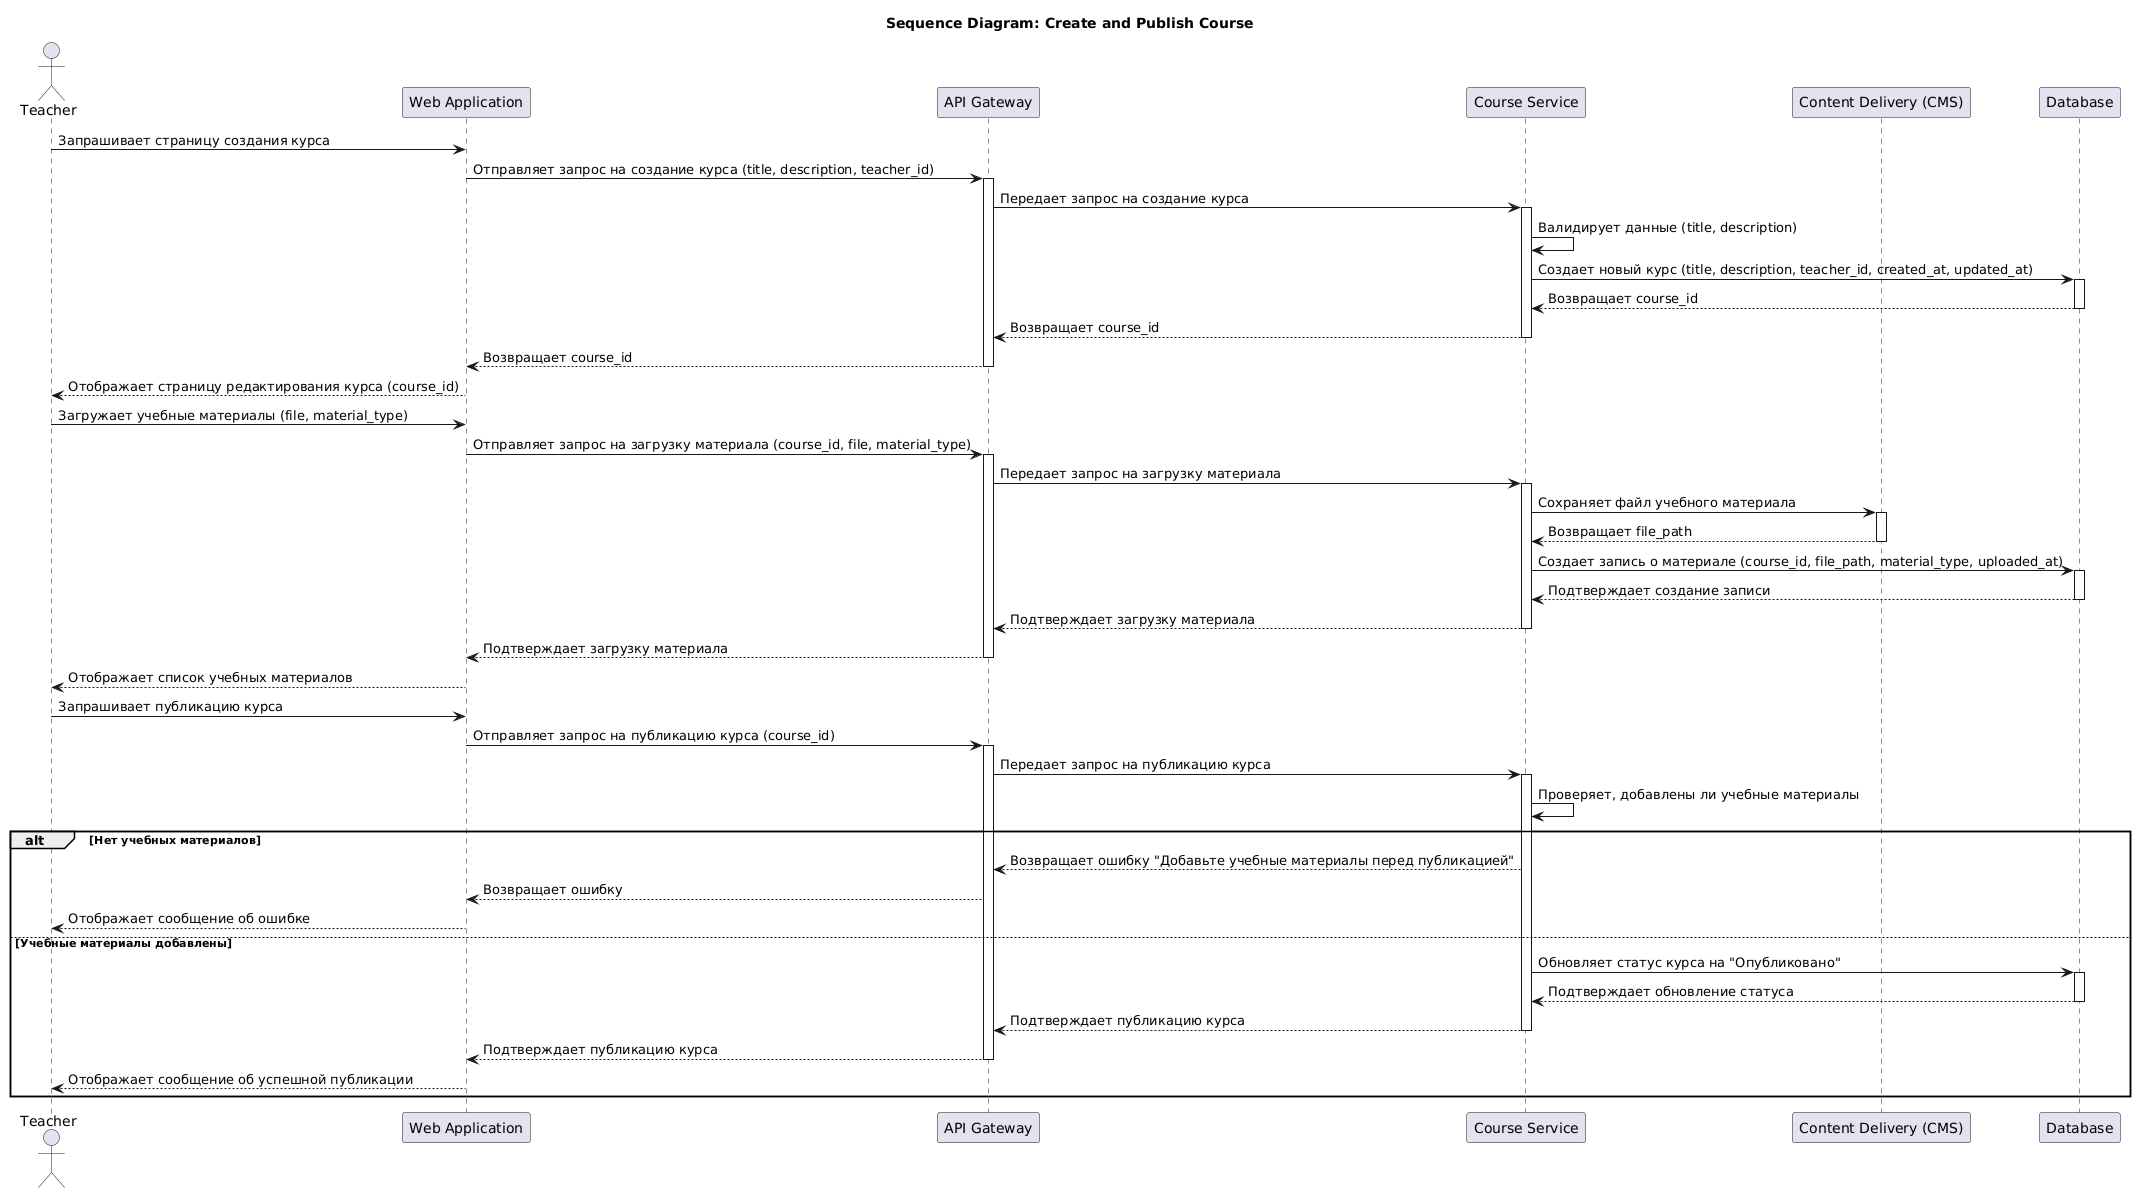 Sequence Diagram: Create and Publish Course
Teacher
Web Application
API Gateway
Course Service
Content Delivery (CMS)
Database
Запрашивает страницу создания курса
Отправляет запрос на создание курса (title, description, teacher_id)
Передает запрос на создание курса
Валидирует данные (title, description)
Создает новый курс (title, description, teacher_id, created_at, updated_at)
Возвращает course_id
Возвращает course_id
Возвращает course_id
Отображает страницу редактирования курса (course_id)
Загружает учебные материалы (file, material_type)
Отправляет запрос на загрузку материала (course_id, file, material_type)
Передает запрос на загрузку материала
Сохраняет файл учебного материала
Возвращает file_path
Создает запись о материале (course_id, file_path, material_type, uploaded_at)
Подтверждает создание записи
Подтверждает загрузку материала
Подтверждает загрузку материала
Отображает список учебных материалов
Запрашивает публикацию курса
Отправляет запрос на публикацию курса (course_id)
Передает запрос на публикацию курса
Проверяет, добавлены ли учебные материалы
alt
[Нет учебных материалов]
Возвращает ошибку "Добавьте учебные материалы перед публикацией"
Возвращает ошибку
Отображает сообщение об ошибке
[Учебные материалы добавлены]
Обновляет статус курса на "Опубликовано"
Подтверждает обновление статуса
Подтверждает публикацию курса
Подтверждает публикацию курса
Отображает сообщение об успешной публикации
Teacher
Web Application
API Gateway
Course Service
Content Delivery (CMS)
Database